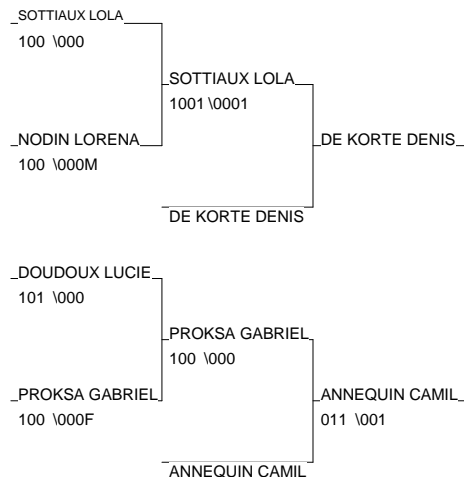 SOTTIAUX LOLA
100 \000
SOTTIAUX LOLA
1001 \0001
NODIN LORENA
100 \000M
DE KORTE DENIS
DE KORTE DENIS
DOUDOUX LUCIE
101 \000
PROKSA GABRIEL
100 \000
PROKSA GABRIEL
100 \000F
ANNEQUIN CAMIL
011 \001
ANNEQUIN CAMIL